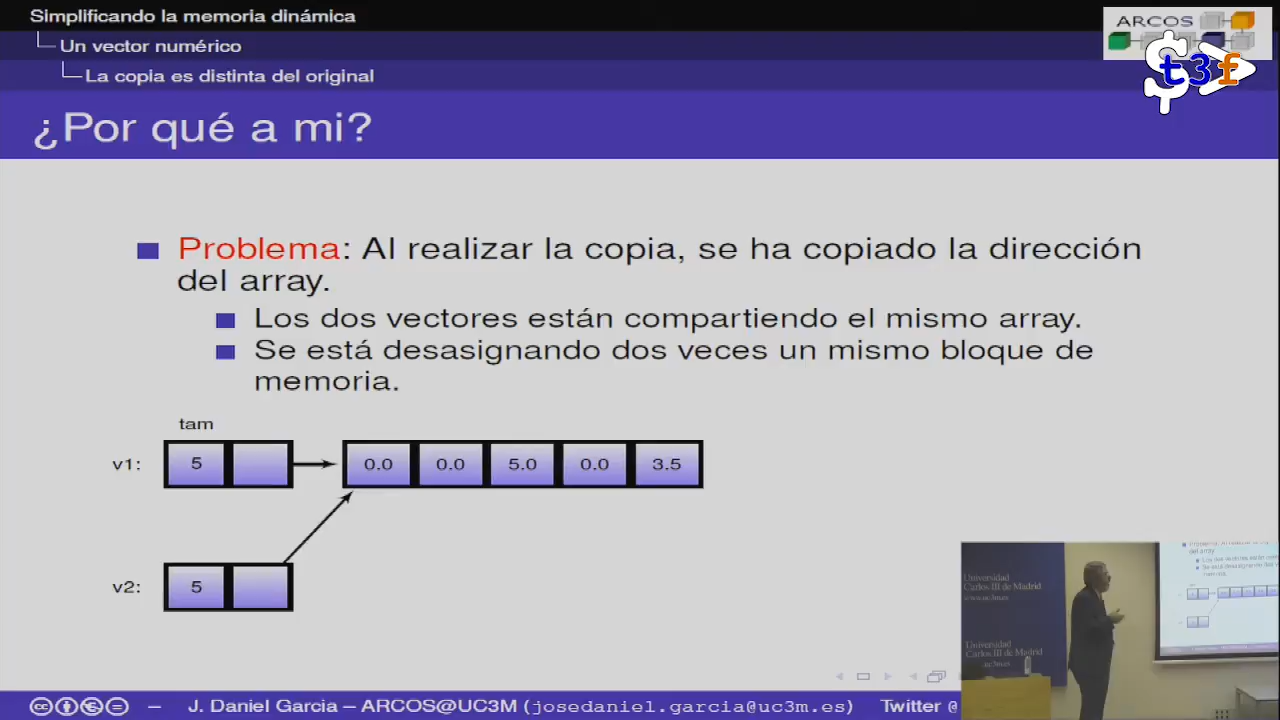 Simplificando la memoria dinámica
Un vector numérico
La copia es distinta del original
ARCOS
t3f
¿Por qué a mi?
Problema: Al realizar la copia, se ha copiado la dirección
del array.
Los dos vectores están compartiendo el mismo array.
Se está desasignando dos veces un mismo bloque de
memoria.
tam
v1: 5 0.0 0.0 5.0 0.0 3.5
v2: 5
Universidad
Carlos III de Madrid
Universidad
Carlos III de Madrid
J. Daniel Garcia – ARCOS@UC3M (josedaniel.garcia@uc3m.es) Twitter @